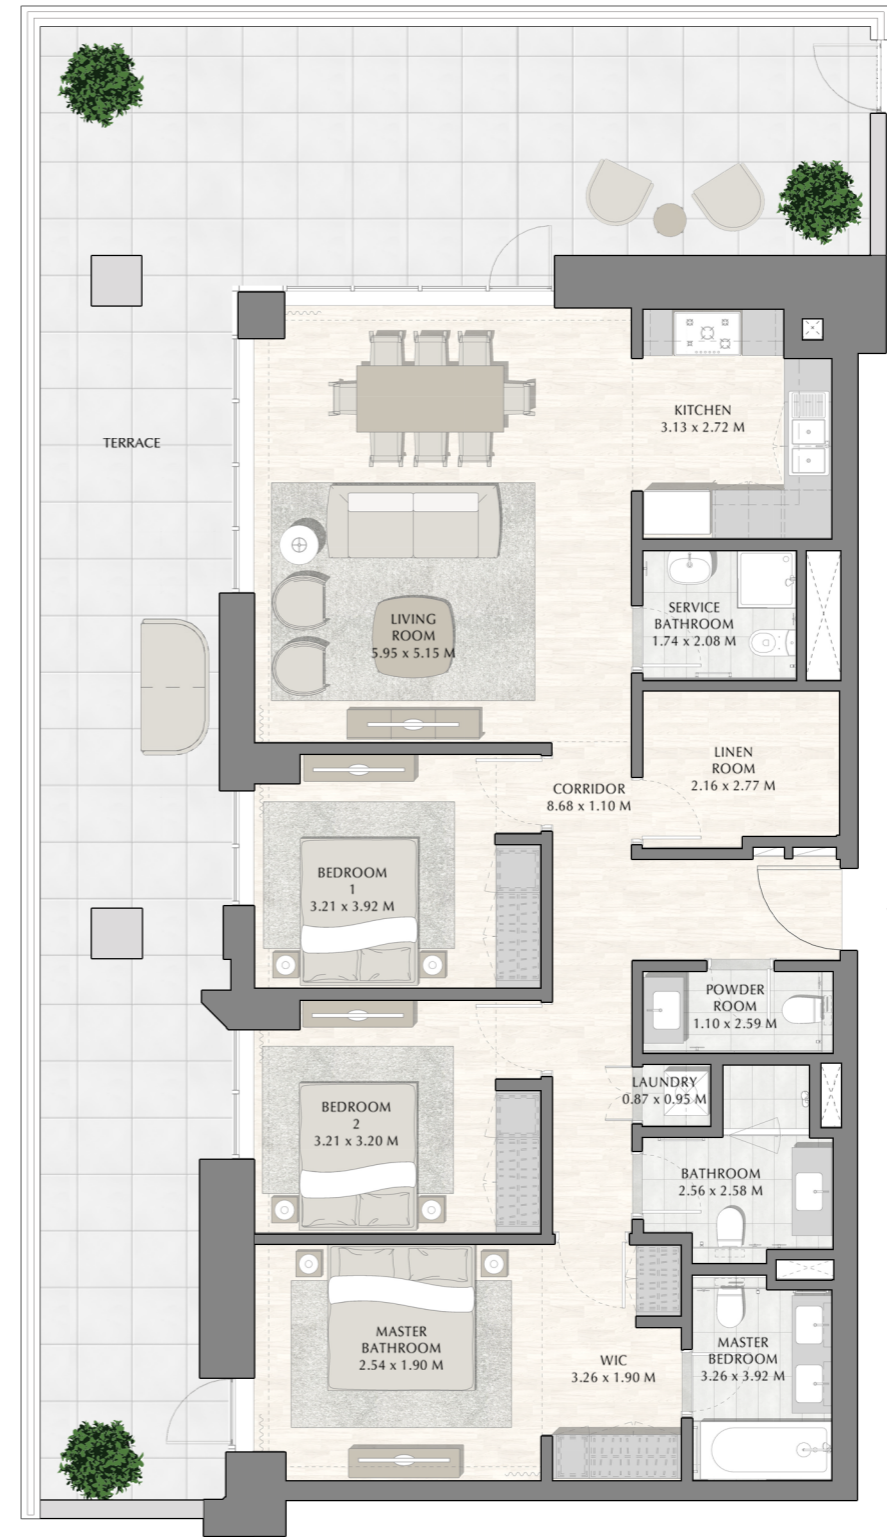 KITCHEN
3.13 x 2.72 M
TERRACE
SERVICE
BATHROOM
1.74 x 2.08 M
LIVING
ROOM
5.95 x 5.15 M
LINEN
ROOM
2.16 x 2.77 M
CORRIDOR
8.68 x 1.10 M
BEDROOM
1
3.21 x 3.92 M
POWDER
ROOM
1.10 x 2.59 M
LAUNDRY
0.87 x 0.95 M
BEDROOM
2
3.21 x 3.20 M
BATHROOM
2.56 x 2.58 M
MASTER
BATHROOM
2.54 x 1.90 M
WIC
3.26 x 1.90 M
MASTER
BEDROOM
3.26 x 3.92 M